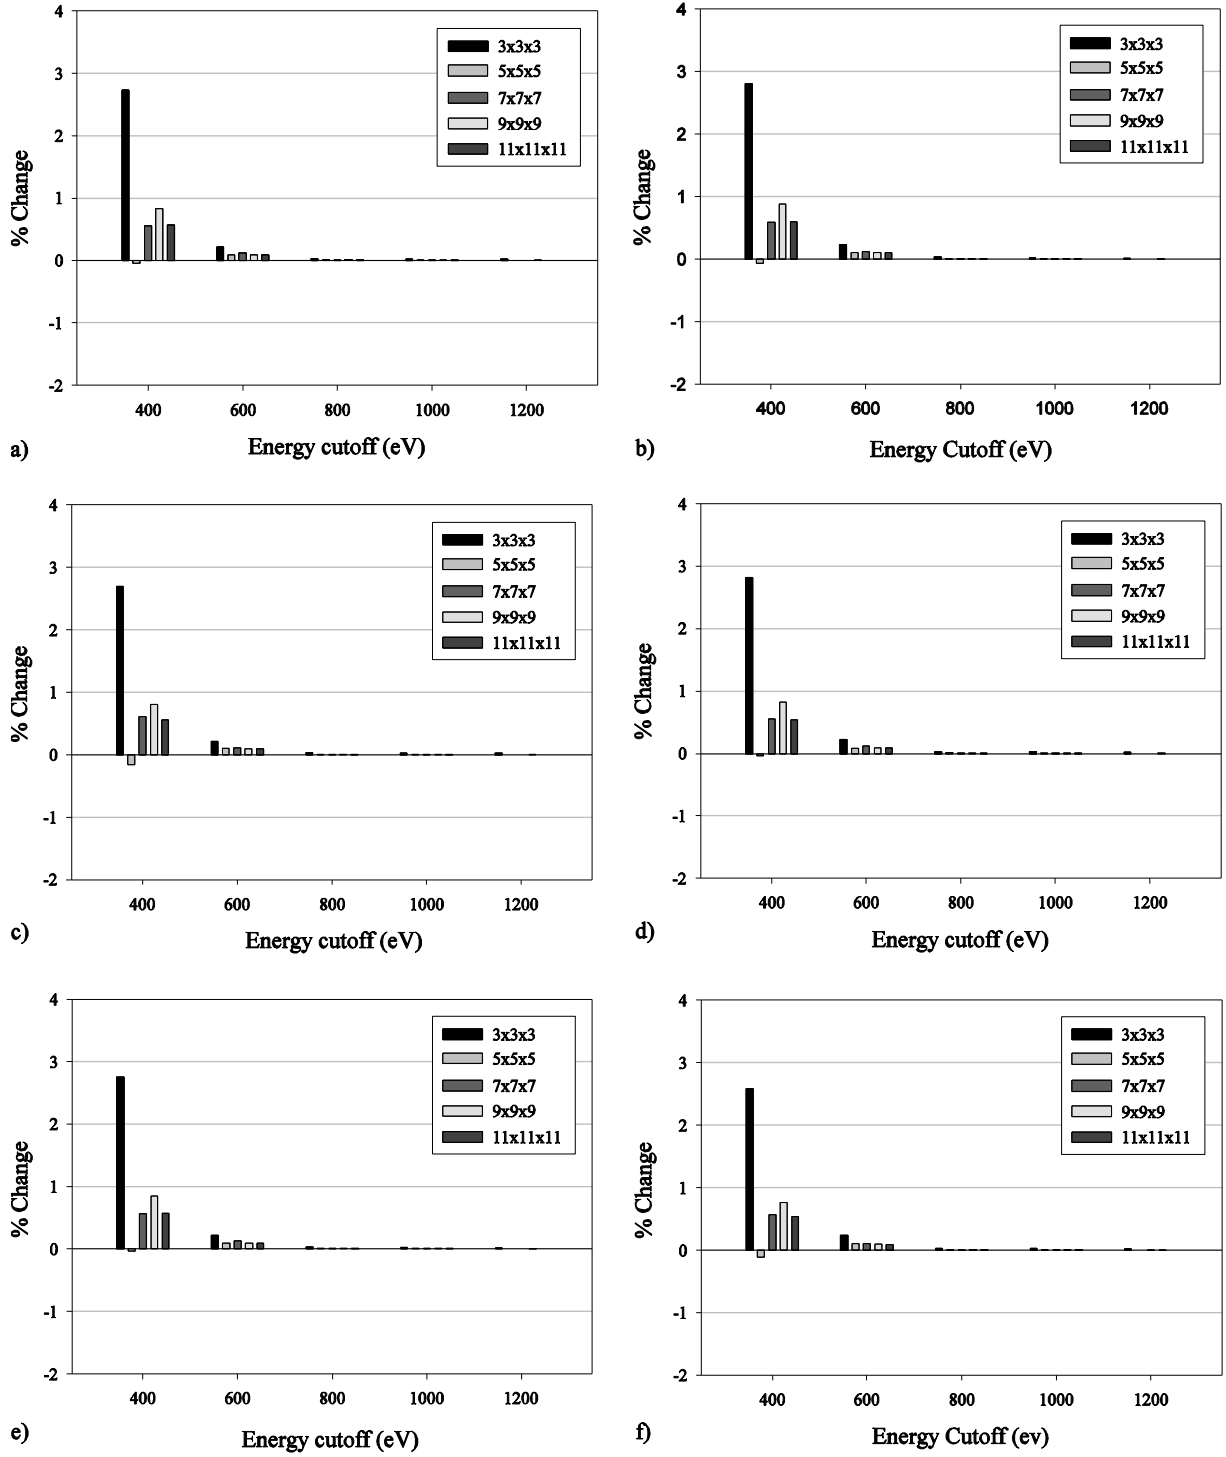 4
3
2
1
0
-1
-2
% Change
3x3x3
5x5x5
7x7x7
9x9x9
11x11x11
400 600 800 1000 1200
Energy cutoff (eV)
a)
4
3
2
1
0
-1
-2
% Change
3x3x3
5x5x5
7x7x7
9x9x9
11x11x11
400 600 800 1000 1200
Energy Cutoff (eV)
b)
4
3
2
1
0
-1
-2
% Change
3x3x3
5x5x5
7x7x7
9x9x9
11x11x11
400 600 800 1000 1200
Energy cutoff (eV)
c)
4
3
2
1
0
-1
-2
% Change
3x3x3
5x5x5
7x7x7
9x9x9
11x11x11
400 600 800 1000 1200
Energy cutoff (eV)
d)
4
3
2
1
0
-1
-2
% Change
3x3x3
5x5x5
7x7x7
9x9x9
11x11x11
400 600 800 1000 1200
Energy cutoff (eV)
e)
4
3
2
1
0
-1
-2
% Change
3x3x3
5x5x5
7x7x7
9x9x9
11x11x11
400 600 800 1000 1200
Energy Cutoff (ev)
f)